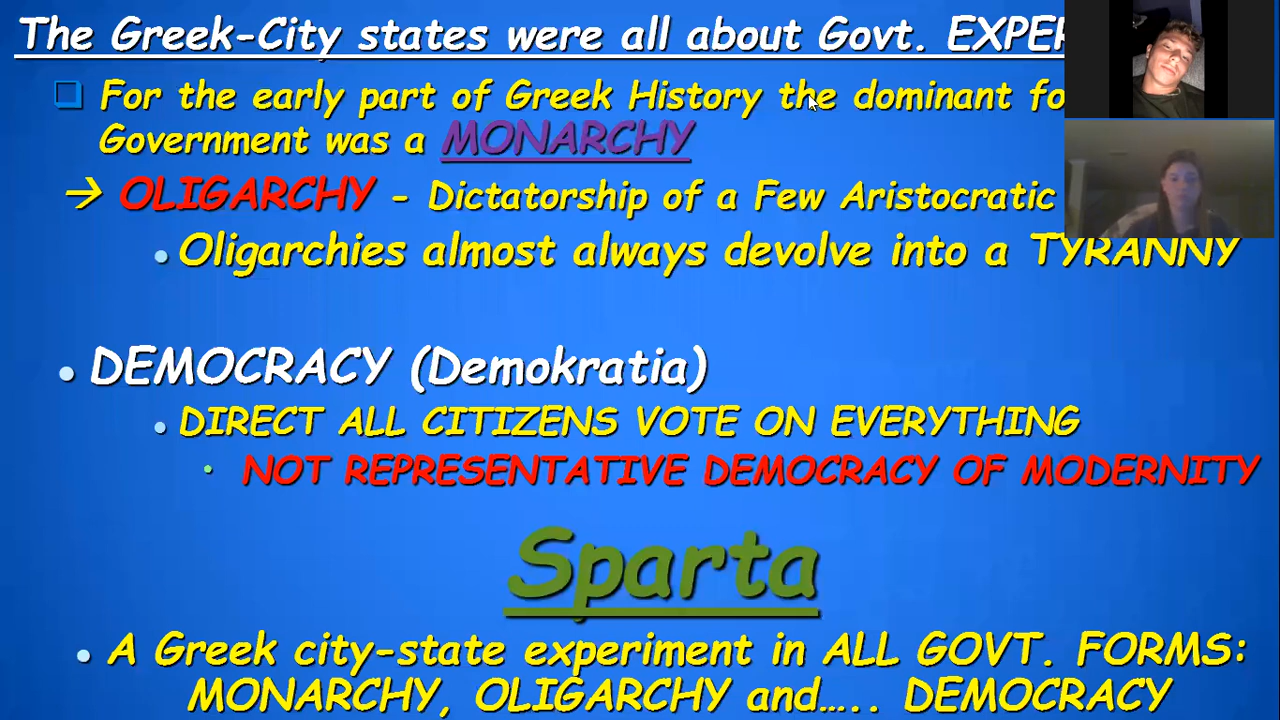 The Greek-City states were all about Govt.
For the early part of Greek History the dominant
Government was a MONARCHY
→ OLIGARCHY - Dictatorship of a Few Aristocratic
Oligarchies almost always devolve into a TYRANNY
DEMOCRACY (Demokratia)
DIRECT ALL CITIZENS VOTE ON EVERYTHING
NOT REPRESENTATIVE DEMOCRACY OF MODERNITY
Sparta
A Greek city-state experiment in ALL GOVT. FORMS:
MONARCHY, OLIGARCHY and….. DEMOCRACY